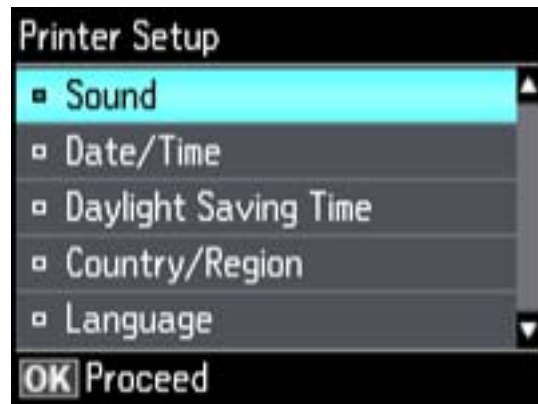 Printer Setup
Sound
Date/Time
Daylight Saving Time
Country/Region
Language
OK Proceed